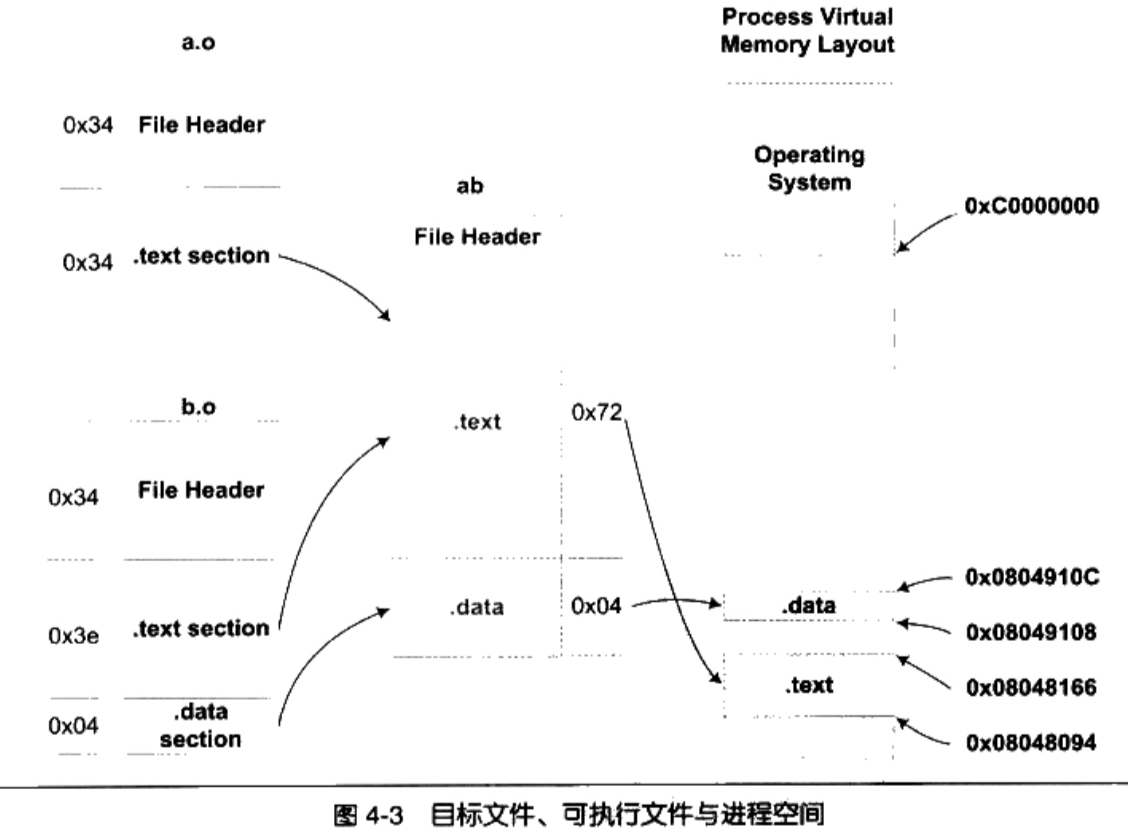 a.o
0x34 File Header
0x34 .text section
b.o
0x34 File Header
0x3e .text section
0x04 .data
section
ab
File Header
.text 0x72
.data 0x04
Process Virtual
Memory Layout
Operating
System
0xC0000000
.data
.text
0x0804910C
0x08049108
0x08048166
0x08048094
图 4-3 目标文件、可执行文件与进程空间